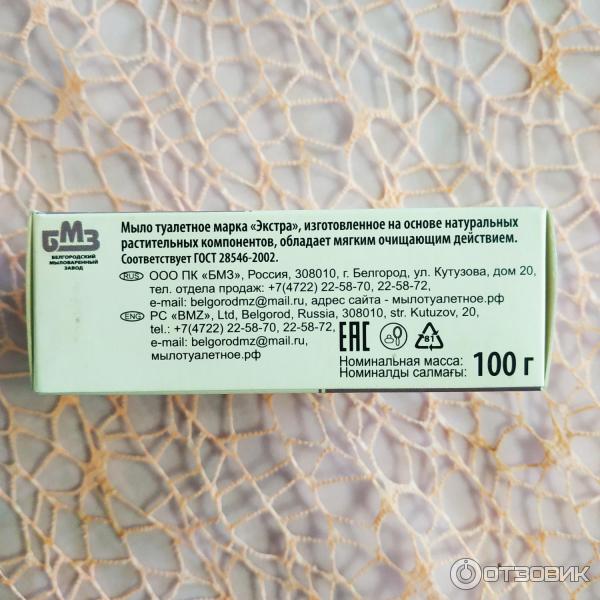 БМЗ
БЕЛГОРОДСКИЙ
МЫЛОВАРЕННЫЙ
ЗАВОД
Мыло туалетное марка «Экстра», изготовленное на основе натуральных
растительных компонентов, обладает мягким очищающим действием.
Соответствует ГОСТ 28546-2002.
RUS ООО ПК «БМЗ», Россия, 308010, г. Белгород, ул. Кутузова, дом 20,
тел. отдела продаж: +7(4722) 22-58-70, 22-58-72,
e-mail: belgorodmz@mail.ru, адрес сайта - мылотуалетное.рф
ENG PC «BMZ», Ltd, Belgorod, Russia, 308010, str. Kutuzov, 20,
tel.: +7(4722) 22-58-70, 22-58-72,
e-mail: belgorodmz@mail.ru,
мылотуалетное.рф
EAC
81
Номинальная масса:
Номиналды салмағы: 100 г
ОТЗОВИК